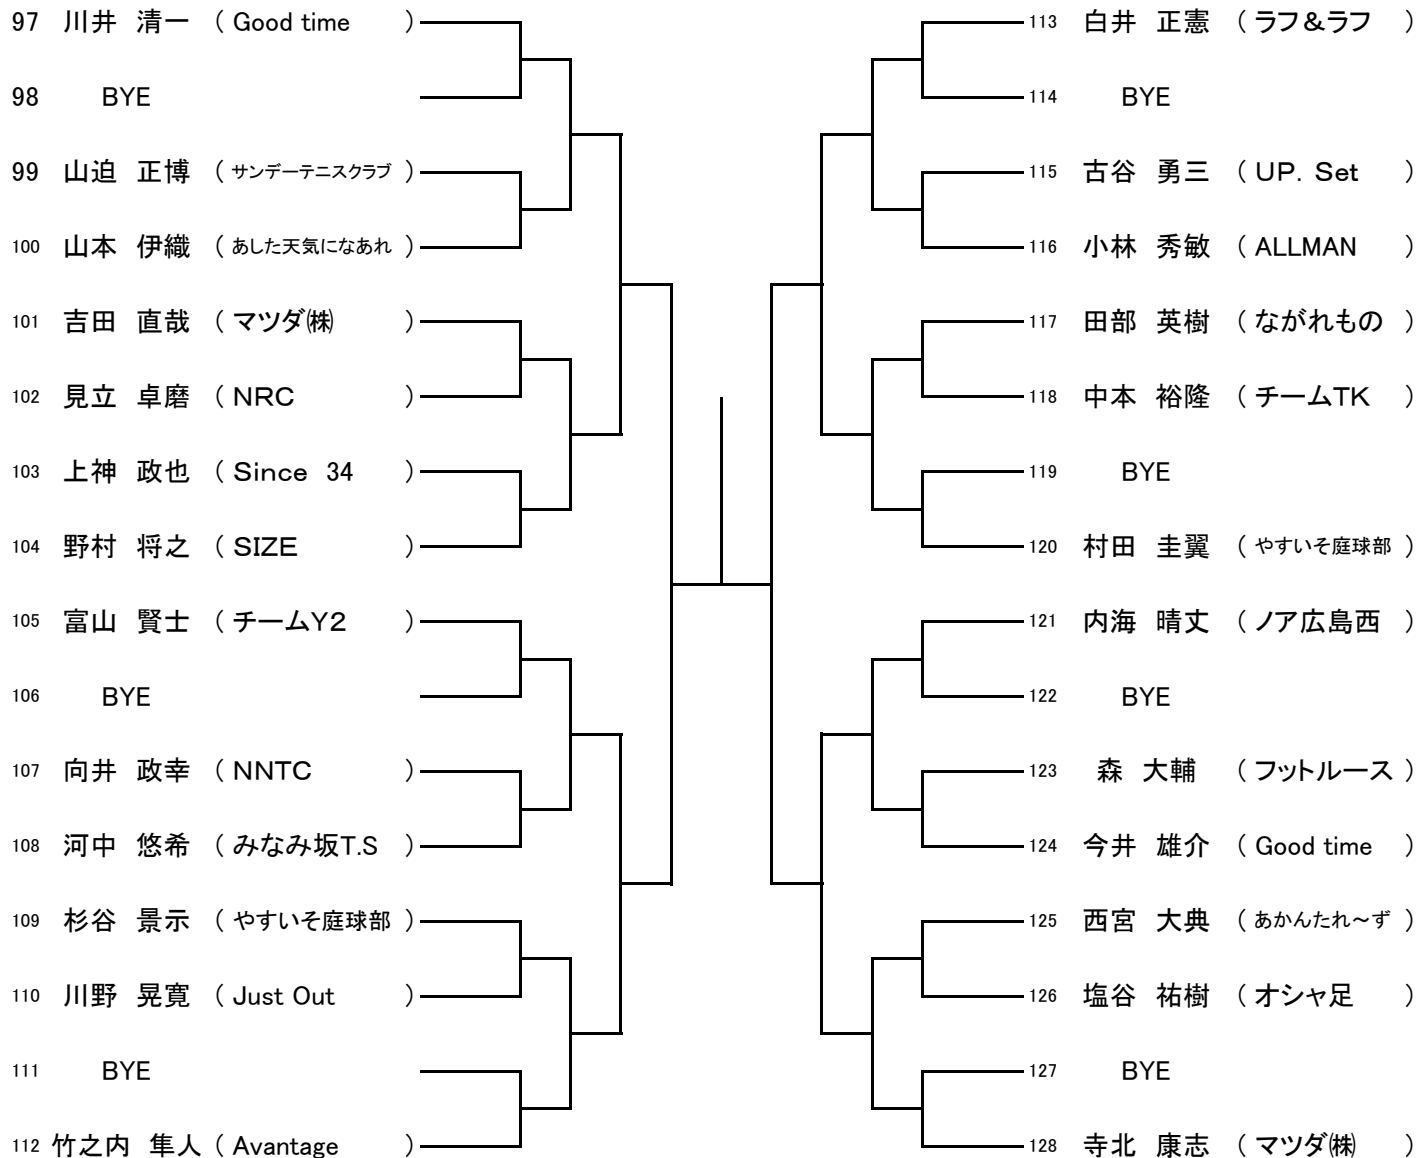 97 川井 清一 ( Good time )
98 BYE
99 山迫 正博 ( サンデーテニスクラブ )
100 山本 伊織 ( あした天気になあれ )
101 吉田 直哉 ( マツダ㈱ )
102 見立 卓磨 ( NRC )
103 上神 政也 ( Since 34 )
104 野村 将之 ( SIZE )
105 富山 賢士 ( チームY2 )
106 BYE
107 向井 政幸 ( NNTC )
108 河中 悠希 ( みなみ坂T.S )
109 杉谷 景示 ( やすいそ庭球部 )
110 川野 晃寛 ( Just Out )
111 BYE
112 竹之内 隼人 ( Avantage )
113 白井 正憲 ( ラフ&ラフ )
114 BYE
115 古谷 勇三 ( UP. Set )
116 小林 秀敏 ( ALLMAN )
117 田部 英樹 ( ながれもの )
118 中本 裕隆 ( チームTK )
119 BYE
120 村田 圭翼 ( やすいそ庭球部 )
121 内海 晴丈 ( ノア広島西 )
122 BYE
123 森 大輔 ( フットルース )
124 今井 雄介 ( Good time )
125 西宮 大典 ( あかんたれ~ず )
126 塩谷 祐樹 ( オシャ足 )
127 BYE
128 寺北 康志 ( マツダ㈱ )